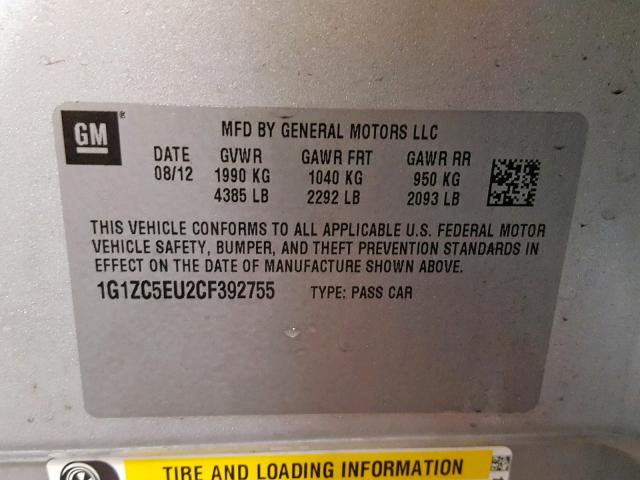 GM
MFD BY GENERAL MOTORS LLC
DATE GVWR GAWR FRT GAWR RR
08/12 1990 KG 1040 KG 950 KG
4385 LB 2292 LB 2093 LB
THIS VEHICLE CONFORMS TO ALL APPLICABLE U.S. FEDERAL MOTOR
VEHICLE SAFETY, BUMPER, AND THEFT PREVENTION STANDARDS IN
EFFECT ON THE DATE OF MANUFACTURE SHOWN ABOVE.
1G1ZC5EU2CF392755 TYPE: PASS CAR
TIRE AND LOADING INFORMATION